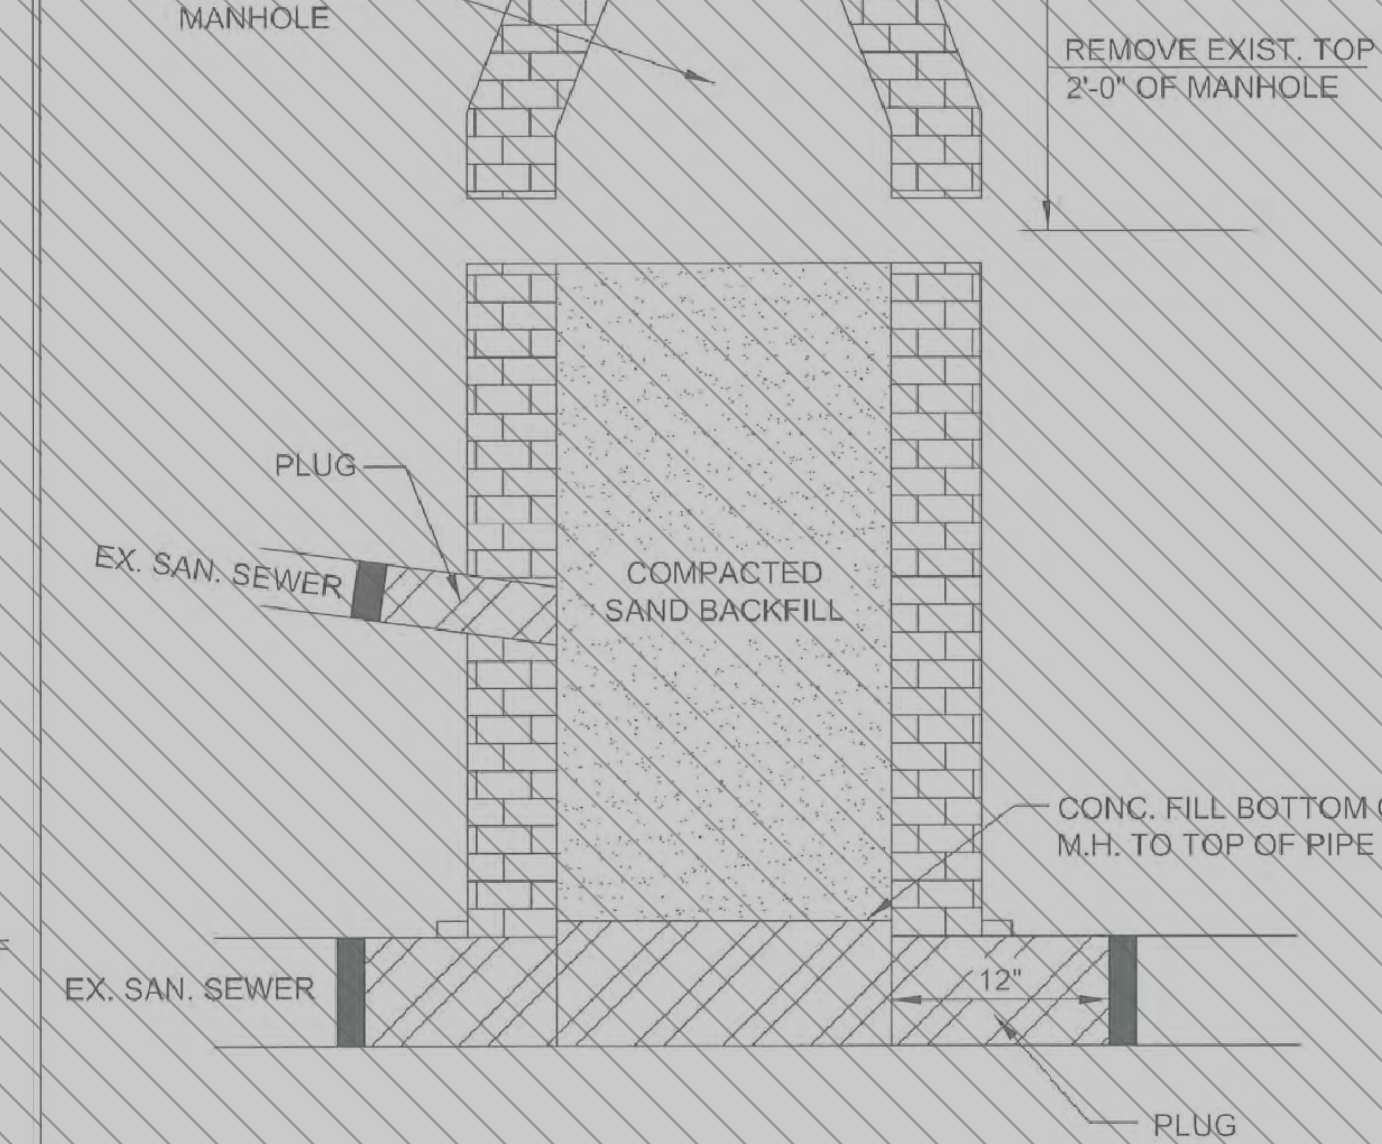 MANHOLE
REMOVE EXIST. TOP
2'-0" OF MANHOLE
PLUG
EX. SAN. SEWER
COMPACTED
SAND BACKFILL
CONC. FILL BOTTOM
M.H. TO TOP OF PIPE
EX. SAN. SEWER
12"
PLUG